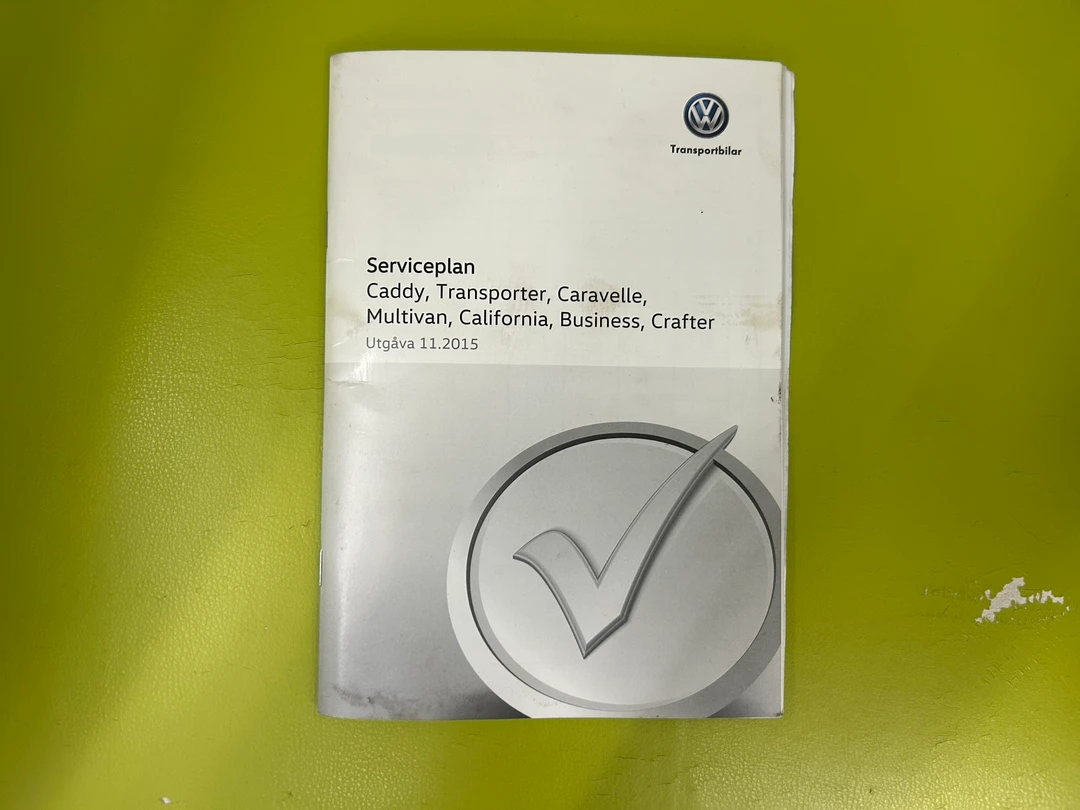 Transportbilar
Serviceplan
Caddy, Transporter, Caravelle,
Multivan, California, Business, Crafter
Utgåva 11.2015